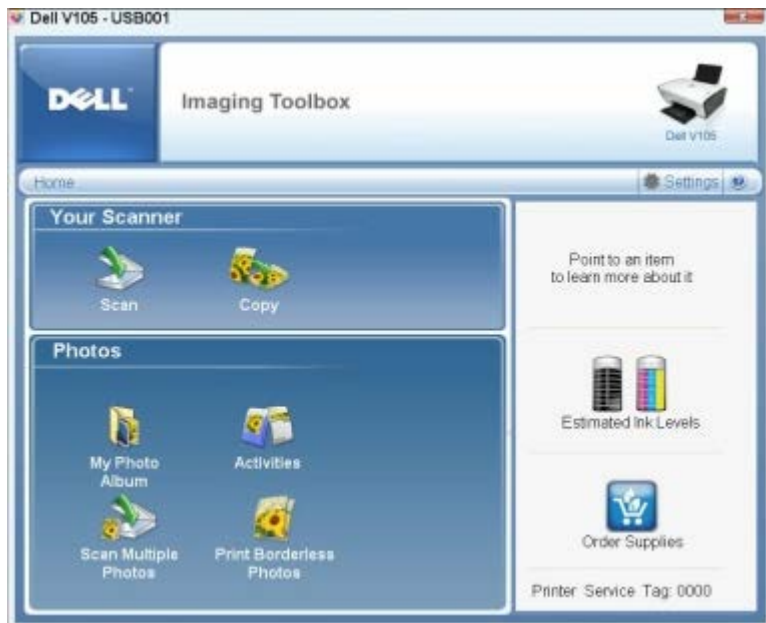 Dell V105 - USB001
DELL
Imaging Toolbox
Dell V105
Home
Settings
?
Your Scanner
Scan
Copy
Point to an item
to learn more about it
Photos
My Photo
Album
Activities
Scan Multiple
Photos
Print Borderless
Photos
Estimated Ink Levels
Order Supplies
Printer Service Tag: 0000